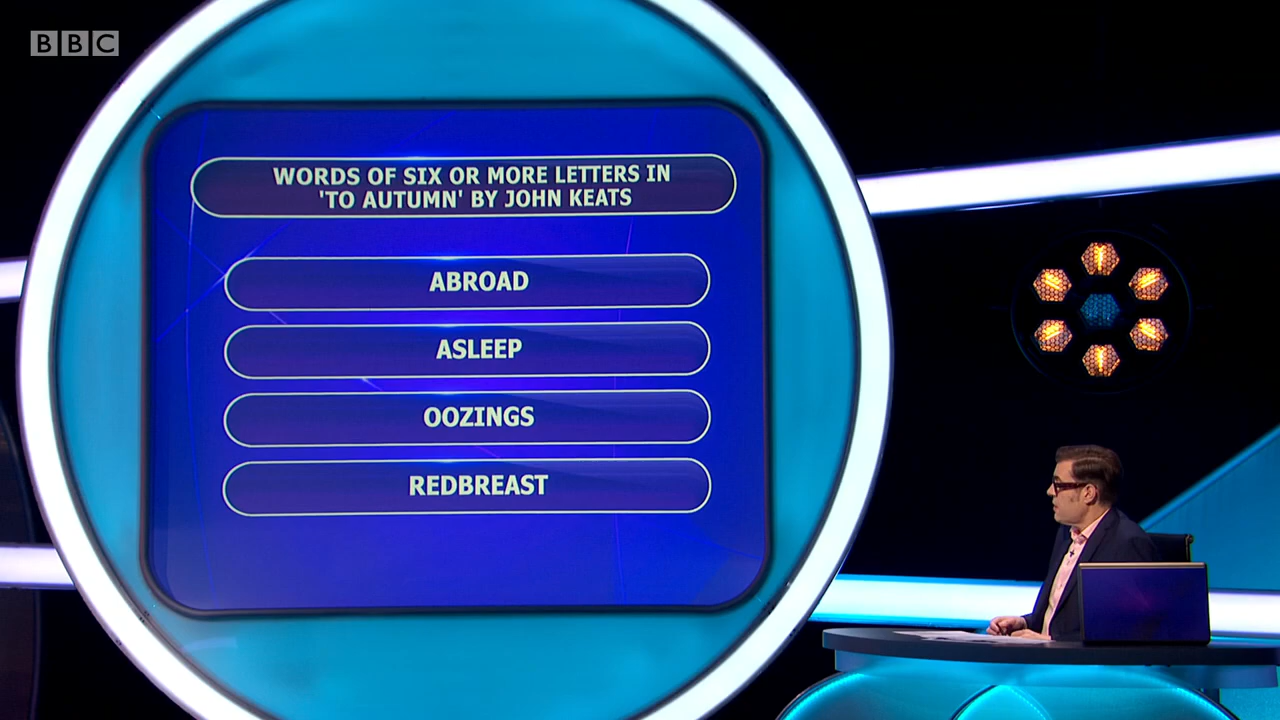 BBC
WORDS OF SIX OR MORE LETTERS IN
'TO AUTUMN' BY JOHN KEATS
ABROAD
ASLEEP
OOZINGS
REDBREAST